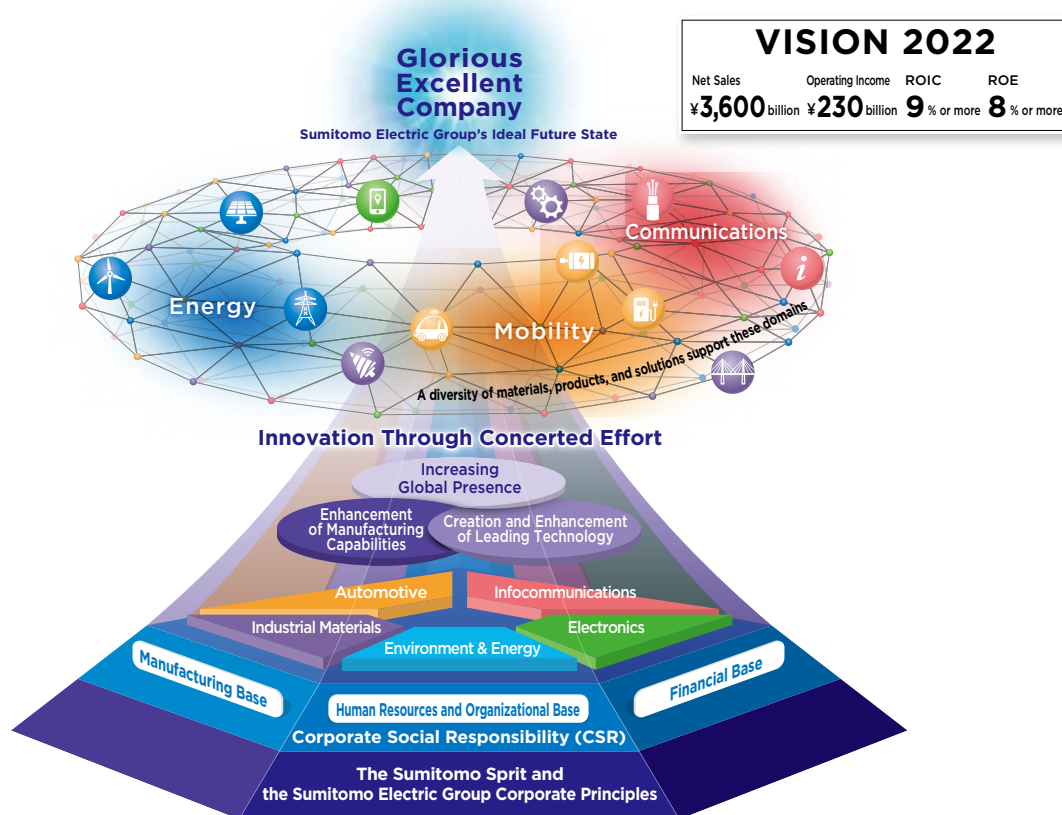 Glorious
Excellent
Company
Sumitomo Electric Group's Ideal Future State
VISION 2022
Net Sales Operating Income ROIC ROE
¥3,600 billion ¥230 billion 9 % or more 8 % or more
Communications
i
Energy
Mobility
A diversity of materials, products, and solutions support these domains
Innovation Through Concerted Effort
Increasing
Global Presence
Enhancement
of Manufacturing
Capabilities
Creation and Enhancement
of Leading Technology
Automotive
Infocommunications
Industrial Materials
Electronics
Environment & Energy
Manufacturing Base
Financial Base
Human Resources and Organizational Base
Corporate Social Responsibility (CSR)
The Sumitomo Sprit and
the Sumitomo Electric Group Corporate Principles